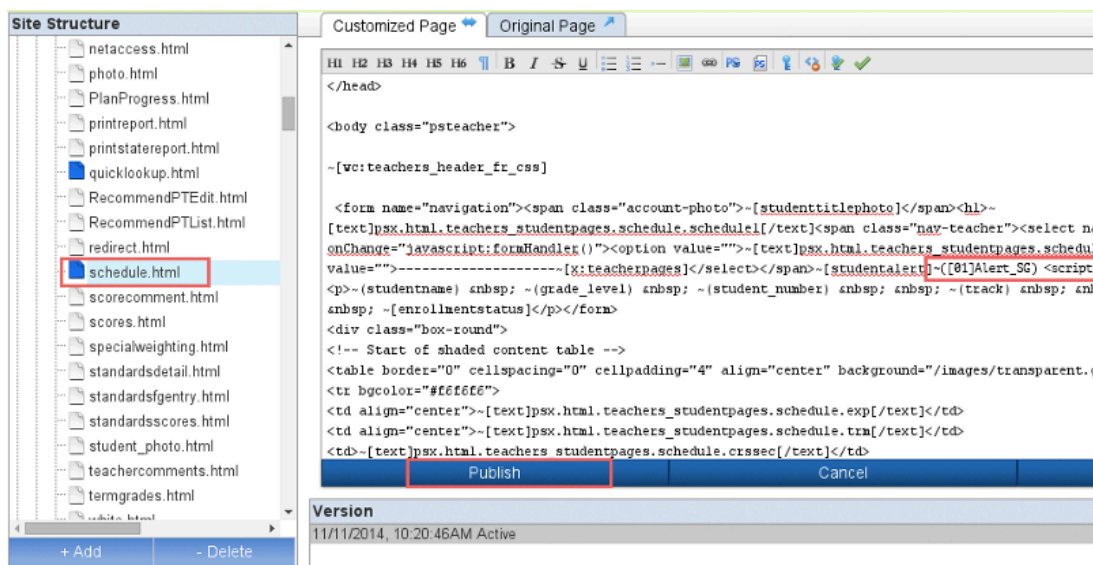 Site Structure
netaccess.html
photo.html
PlanProgress.html
printreport.html
printstatereport.html
quicklookup.html
RecommendPTEdit.html
RecommendPTList.html
redirect.html
schedule.html
scorecomment.html
scores.html
specialweighting.html
standardsdetail.html
standardsfgentry.html
standardsscores.html
student_photo.html
teachercomments.html
termgrades.html
white.html
+ Add
- Delete
Customized Page
Original Page
H1 H2 H3 H4 H5 H6 ¶ B I S U PS PS
</head>
<body class="psteacher">
~[wc:teachers_header_fr_css]
<form name="navigation"><span class="account-photo">~[studenttitlephoto]</span><h1>~
[text]psx.html.teachers_studentpages.schedule.schedule1[/text]<span class="nav-teacher"><select na
onChange="javascript:formHandler()"><option value="">~[text]psx.html.teachers_studentpages.schedul
value="">--------------------~[x:teacherpages]</select></span>~[studentalert]~([01]Alert_SG) <script
<p>~(studentname) &nbsp; ~(grade_level) &nbsp; ~(student_number) &nbsp; ~(track) &nbsp; &nb
&nbsp; ~[enrollmentstatus]</p></form>
<div class="box-round">
<!-- Start of shaded content table -->
<table border="0" cellspacing="0" cellpadding="4" align="center" background="/images/transparent.g
<tr bgcolor="#f6f6f6">
<td align="center">~[text]psx.html.teachers_studentpages.schedule.exp[/text]</td>
<td align="center">~[text]psx.html.teachers_studentpages.schedule.trm[/text]</td>
<td>~[text]psx.html.teachers_studentpages.schedule.crssec[/text]</td>
Publish
Cancel
Version
11/11/2014, 10:20:46AM Active